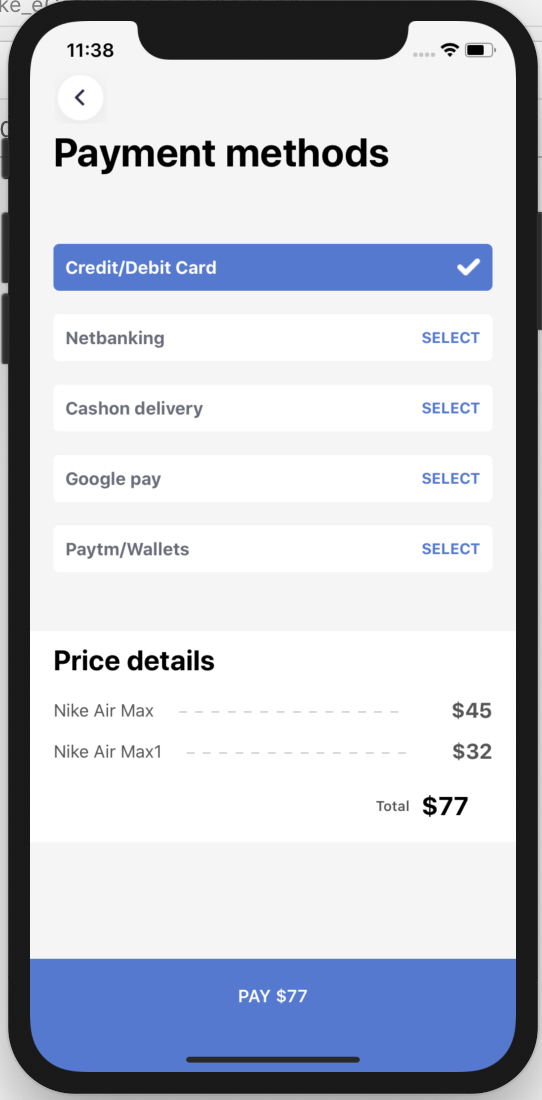 11:38
Payment methods
Credit/Debit Card
Netbanking SELECT
Cashon delivery SELECT
Google pay SELECT
Paytm/Wallets SELECT
Price details
Nike Air Max $45
Nike Air Max1 $32
Total $77
PAY $77